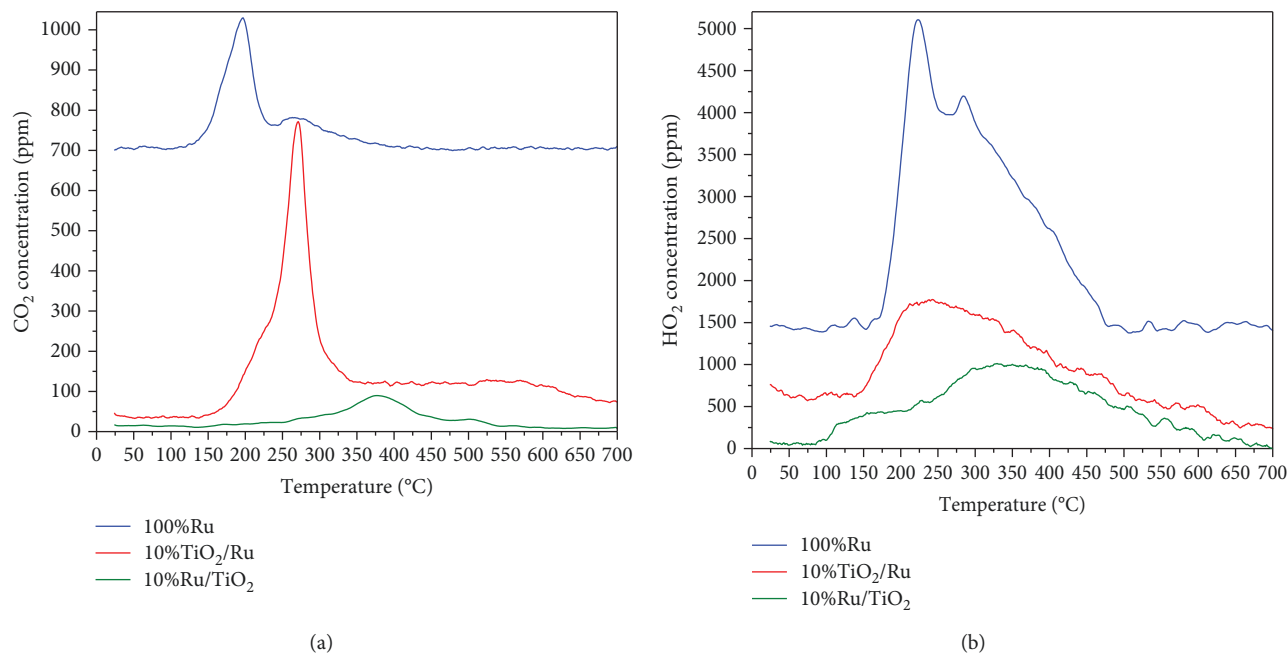 CO₂ concentration (ppm)
1000
900
800
700
600
500
400
300
200
100
0
0 50 100 150 200 250 300 350 400 450 500 550 600 650 700
Temperature (°C)
100%Ru
10%TiO₂/Ru
10%Ru/TiO₂
(a)
HO₂ concentration (ppm)
5000
4500
4000
3500
3000
2500
2000
1500
1000
500
0
0 50 100 150 200 250 300 350 400 450 500 550 600 650 700
Temperature (°C)
100%Ru
10%TiO₂/Ru
10%Ru/TiO₂
(b)